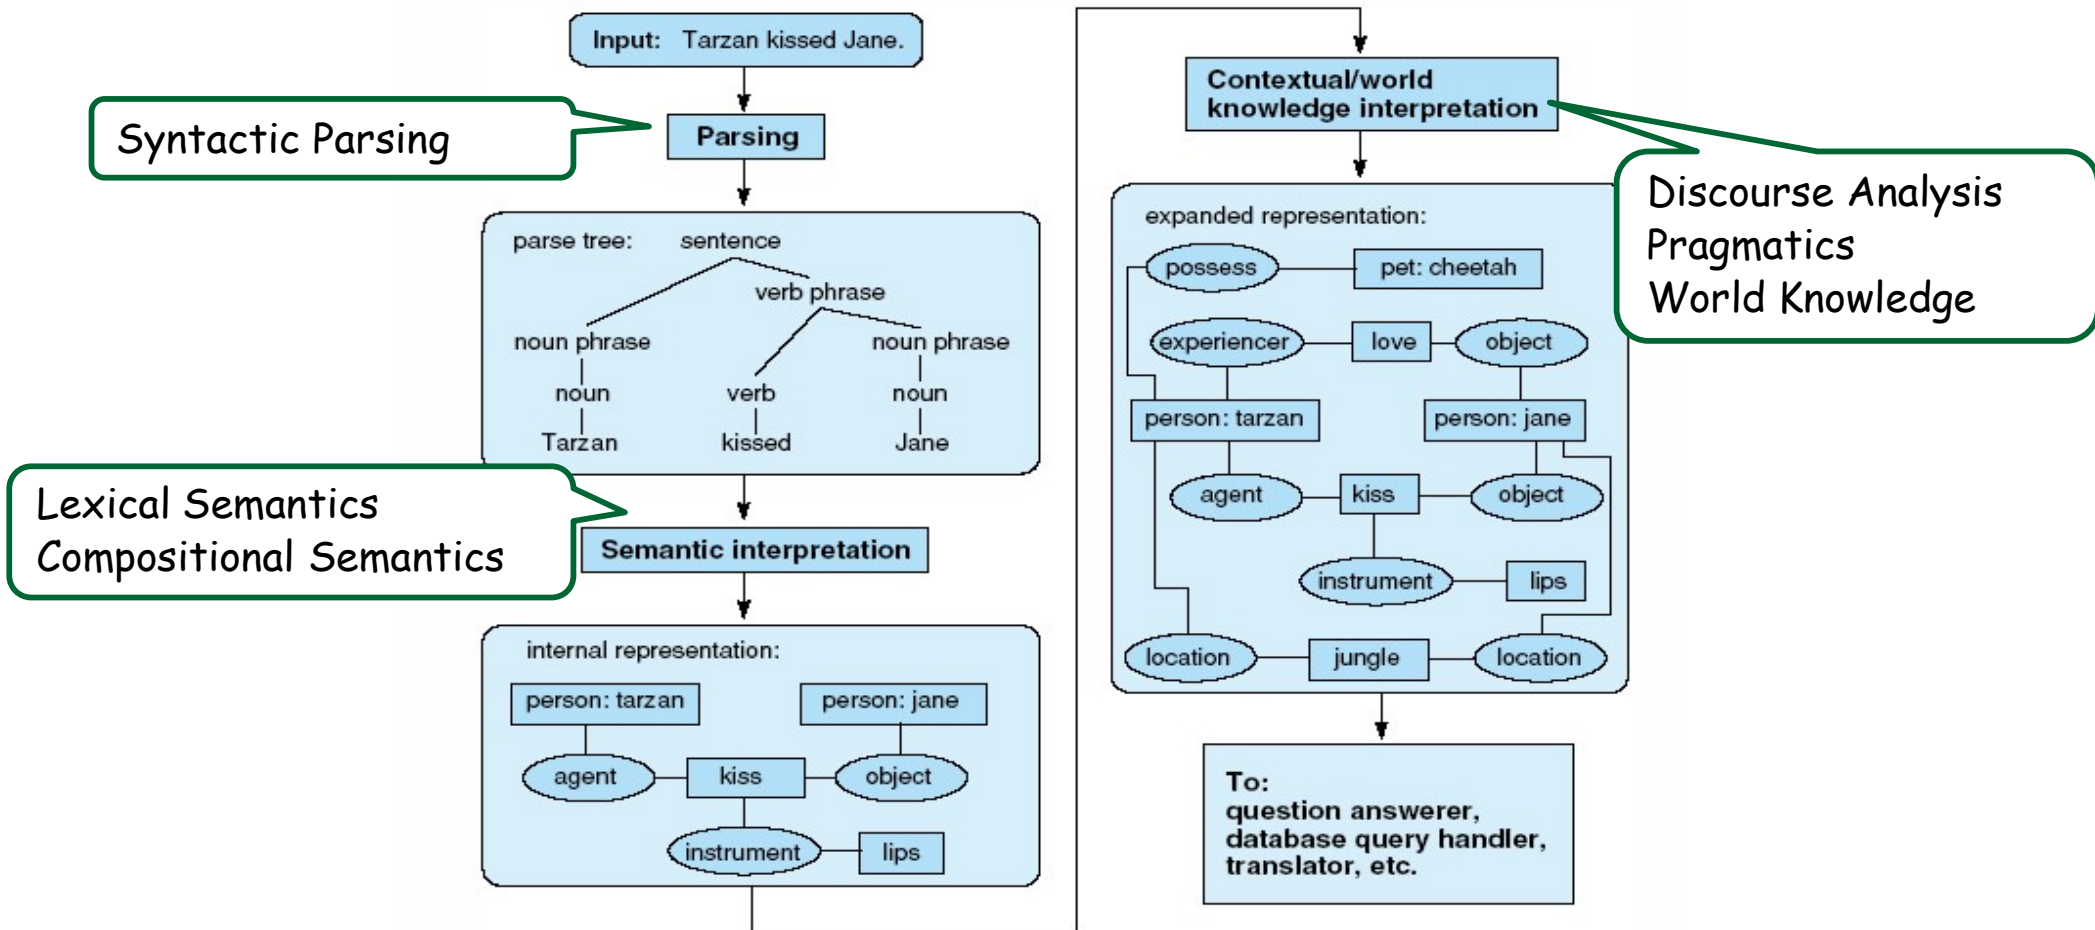 Input: Tarzan kissed Jane.
Syntactic Parsing
Parsing
parse tree: sentence
verb phrase
noun phrase noun phrase
noun verb noun
Tarzan kissed Jane
Lexical Semantics
Compositional Semantics
Semantic interpretation
internal representation:
person: tarzan person: jane
agent kiss object
instrument lips
Contextual/world
knowledge interpretation
Discourse Analysis
Pragmatics
World Knowledge
expanded representation:
possess pet: cheetah
experiencer love object
person: tarzan person: jane
agent kiss object
instrument lips
location jungle location
To:
question answerer,
database query handler,
translator, etc.